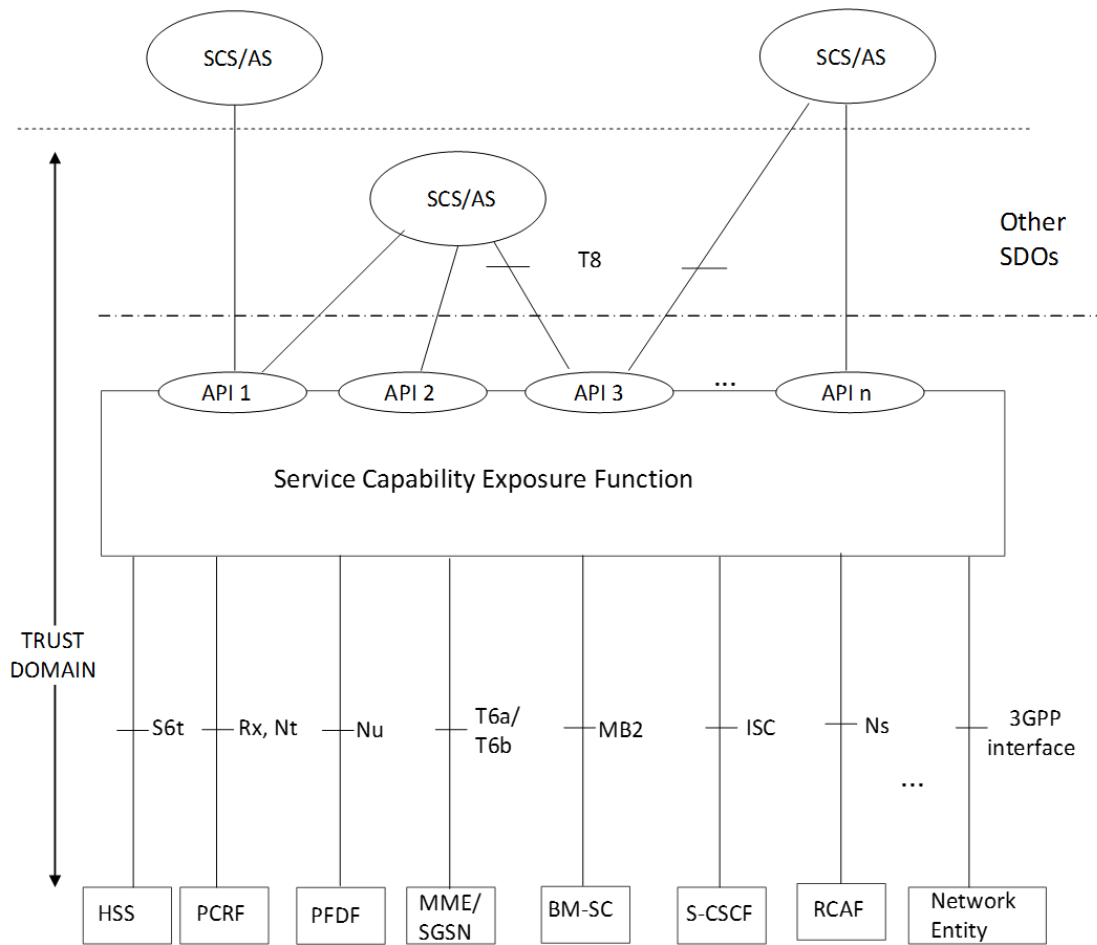 SCS/AS
SCS/AS
SCS/AS
Other
SDOs
T8
API 1
API 2
API 3
...
API n
Service Capability Exposure Function
TRUST
DOMAIN
S6t
Rx, Nt
Nu
T6a/
T6b
MB2
ISC
Ns
3GPP
interface
...
HSS
PCRF
PFDF
MME/
SGSN
BM-SC
S-CSCF
RCAF
Network
Entity